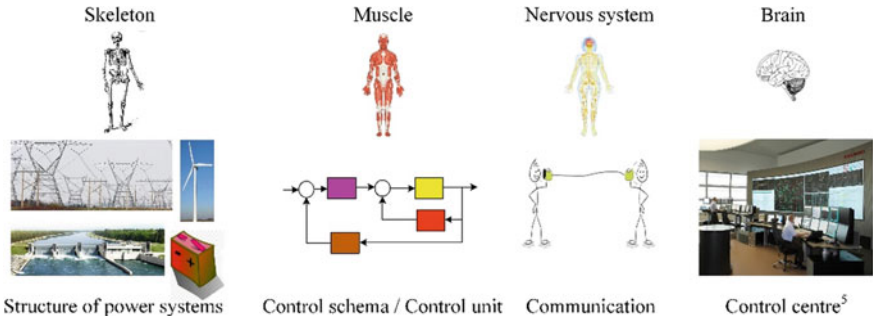 Skeleton
Muscle
Nervous system
Brain
Structure of power systems
Control schema / Control unit
Communication
Control centre⁵